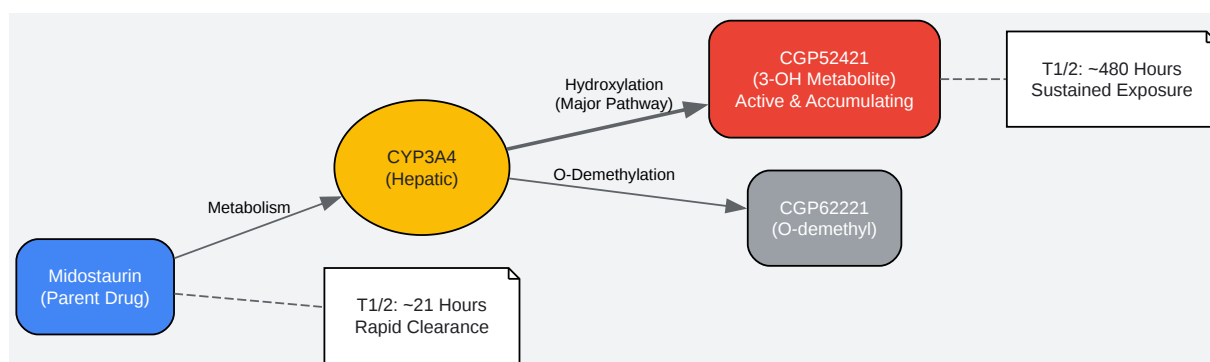 Midostaurin
(Parent Drug)
Metabolism
T1/2: ~21 Hours
Rapid Clearance
CYP3A4
(Hepatic)
Hydroxylation
(Major Pathway)
O-Demethylation
CGP52421
(3-OH Metabolite)
Active & Accumulating
CGP62221
(O-demethyl)
T1/2: ~480 Hours
Sustained Exposure